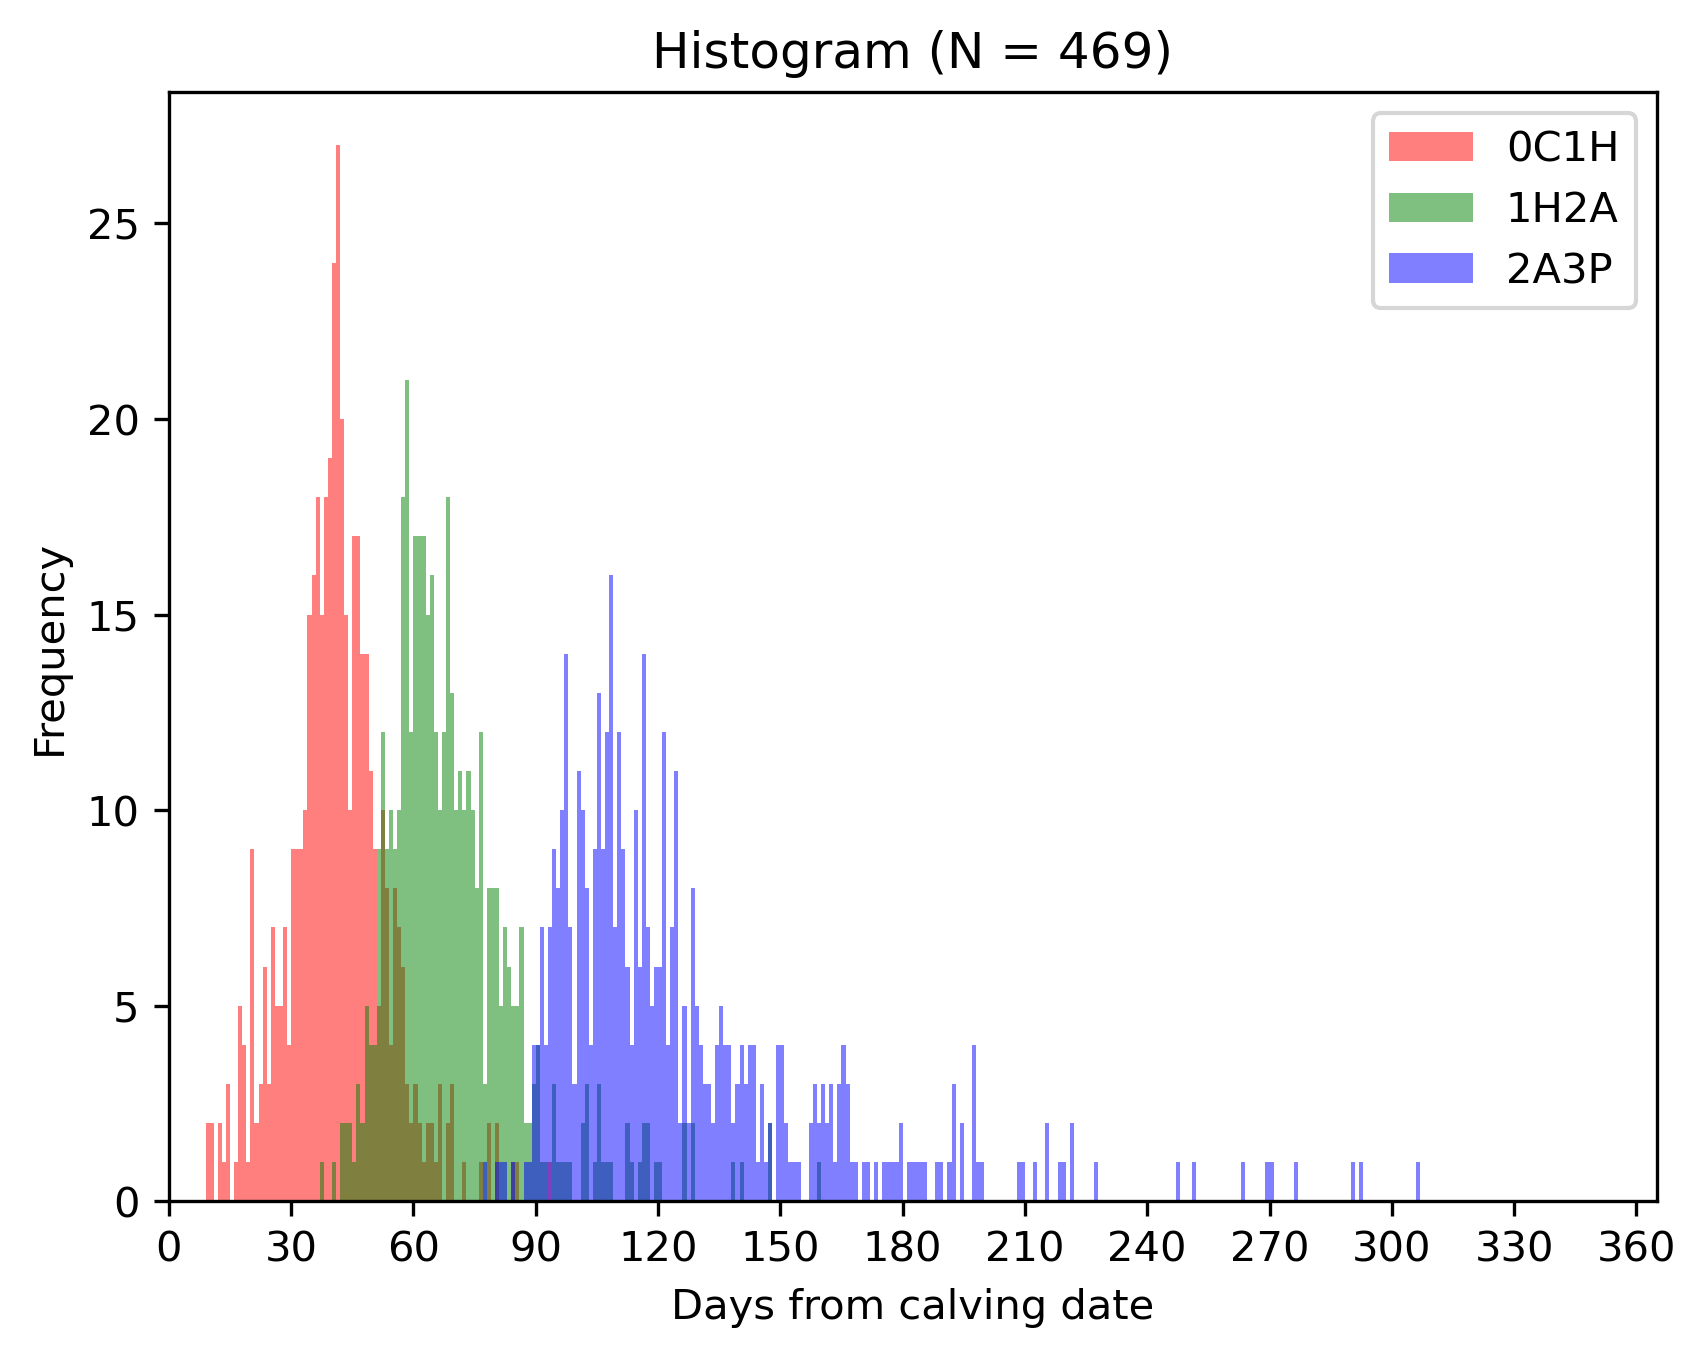 Histogram (N = 469)
0C1H
1H2A
2A3P
25
20
15
10
5
0
Frequency
0 30 60 90 120 150 180 210 240 270 300 330 360
Days from calving date